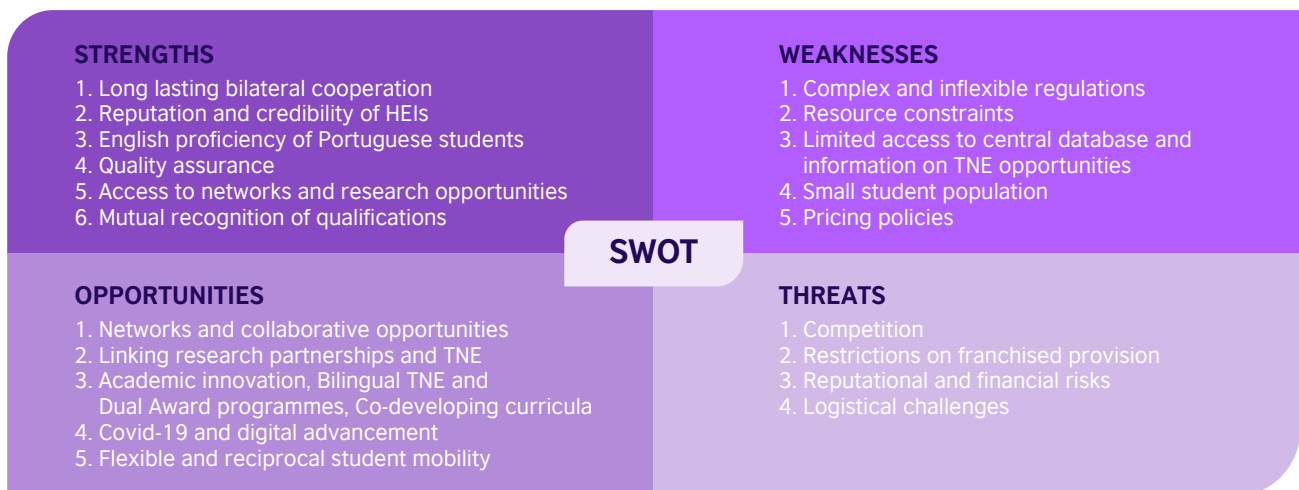 STRENGTHS
1. Long lasting bilateral cooperation
2. Reputation and credibility of HEIs
3. English proficiency of Portuguese students
4. Quality assurance
5. Access to networks and research opportunities
6. Mutual recognition of qualifications
WEAKNESSES
1. Complex and inflexible regulations
2. Resource constraints
3. Limited access to central database and
information on TNE opportunities
4. Small student population
5. Pricing policies
SWOT
OPPORTUNITIES
1. Networks and collaborative opportunities
2. Linking research partnerships and TNE
3. Academic innovation, Bilingual TNE and
Dual Award programmes, Co-developing curricula
4. Covid-19 and digital advancement
5. Flexible and reciprocal student mobility
THREATS
1. Competition
2. Restrictions on franchised provision
3. Reputational and financial risks
4. Logistical challenges